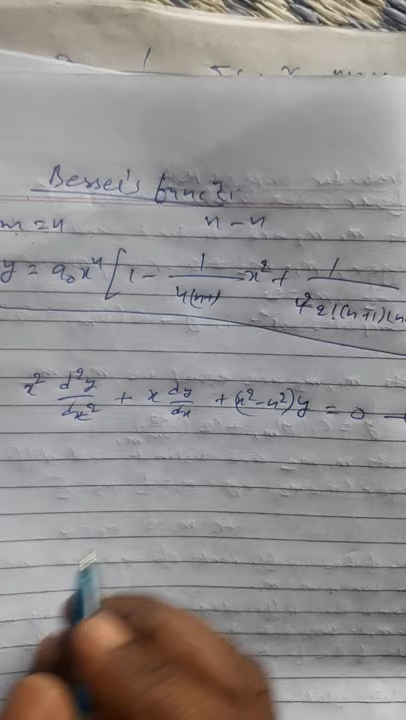 Bessel's functi
m = n n - n
y = a₀xⁿ [ 1 - 1/4(n+1) x² + 1/4² 2!(n+1)(n
x² d²y/dx² + x dy/dx + (x² - n²) y = 0 -